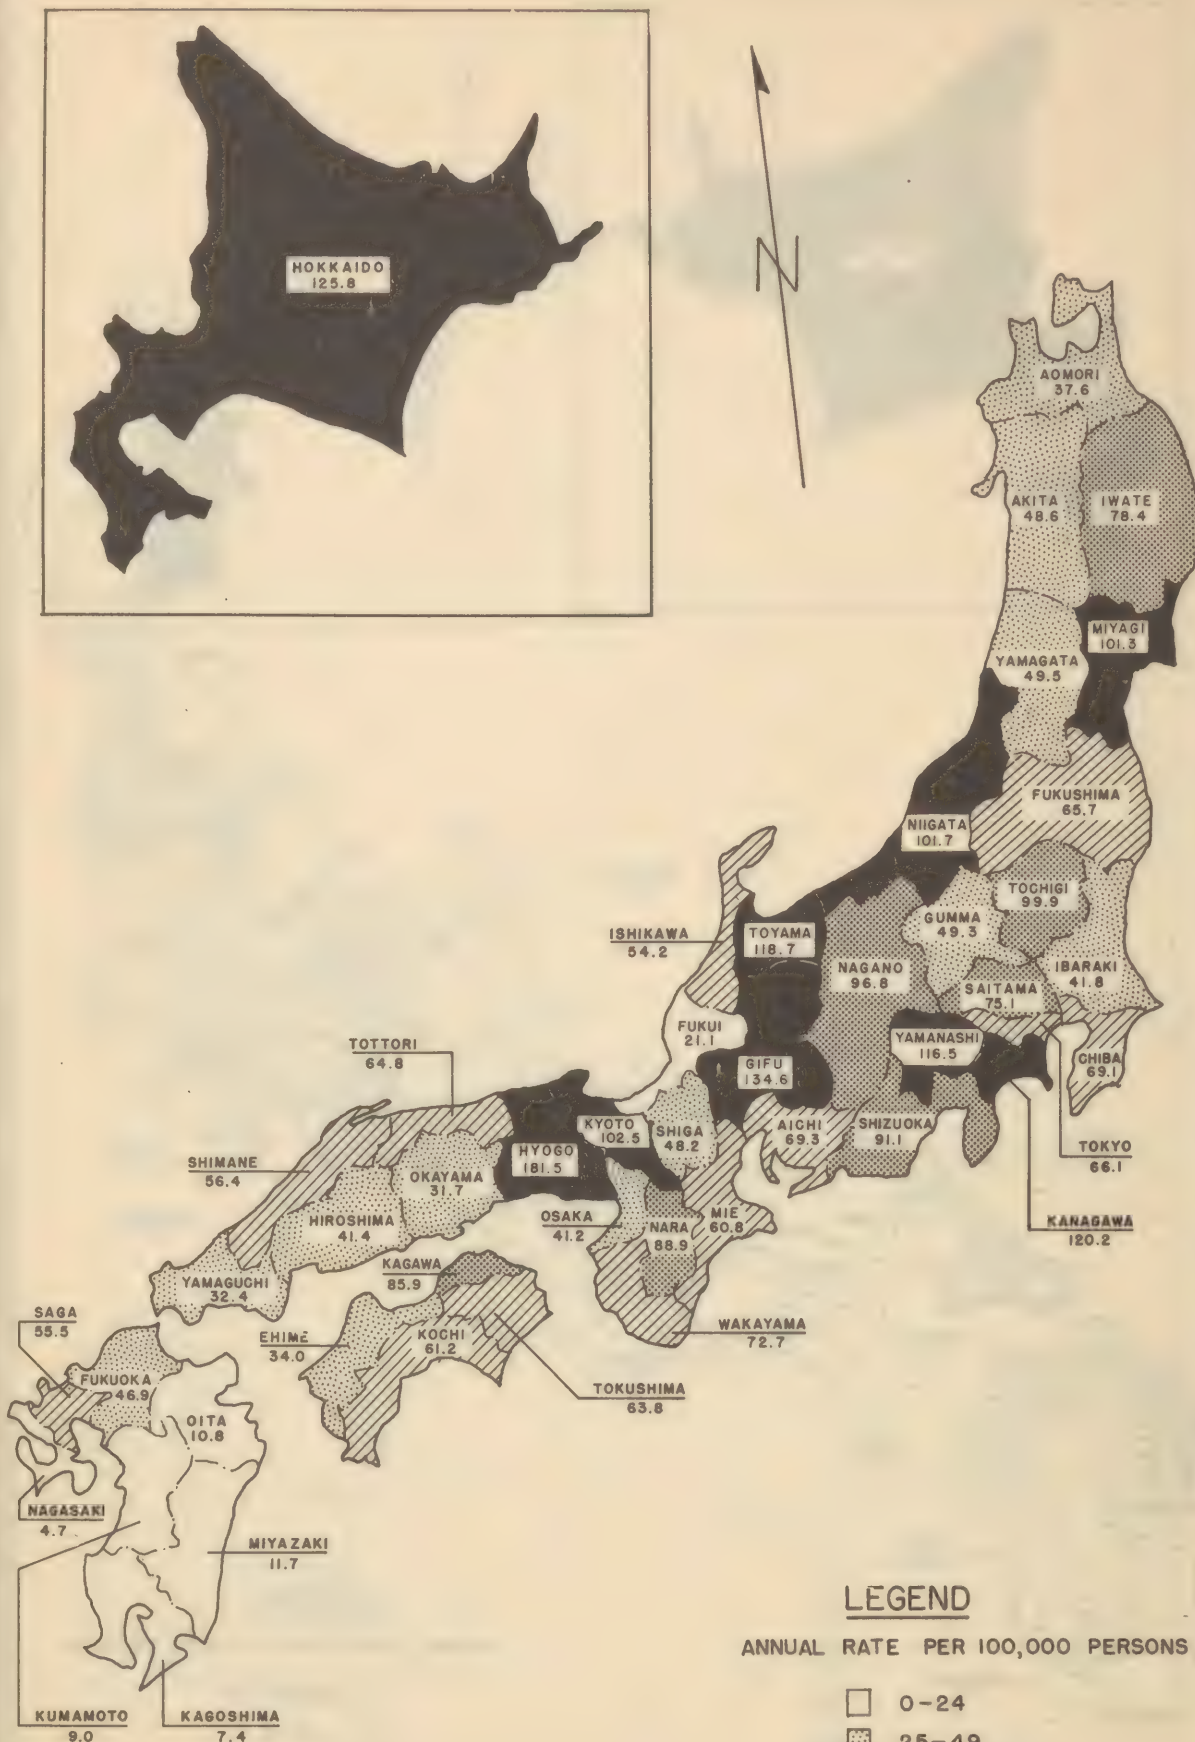 HOKKAIDO
125.8
N
AOMORI
37.6
AKITA
48.6
IWATE
78.4
MIYAGI
101.3
YAMAGATA
49.5
FUKUSHIMA
65.7
NIIGATA
101.7
TOCHIGI
99.9
GUMMA
49.3
ISHIKAWA
54.2
TOYAMA
118.7
NAGANO
96.8
IBARAKI
41.8
SAITAMA
75.1
FUKUI
21.1
YAMANASHI
116.5
TOTTORI
64.8
GIFU
134.6
CHIBA
69.1
KYOTO
102.5
SHIGA
48.2
AICHI
69.3
SHIZUOKA
91.1
TOKYO
66.1
SHIMANE
56.4
HYOGO
181.5
OKAYAMA
31.7
HIROSHIMA
41.4
OSAKA
41.2
NARA
88.9
MIE
60.8
KANAGAWA
120.2
YAMAGUCHI
32.4
KAGAWA
85.9
SAGA
55.5
EHIME
34.0
KOCHI
61.2
WAKAYAMA
72.7
FUKUOKA
46.9
TOKUSHIMA
63.8
OITA
10.8
NAGASAKI
4.7
MIYAZAKI
11.7
LEGEND
ANNUAL RATE PER 100,000 PERSONS
0-24
25-49
KUMAMOTO
9.0
KAGOSHIMA
7.4